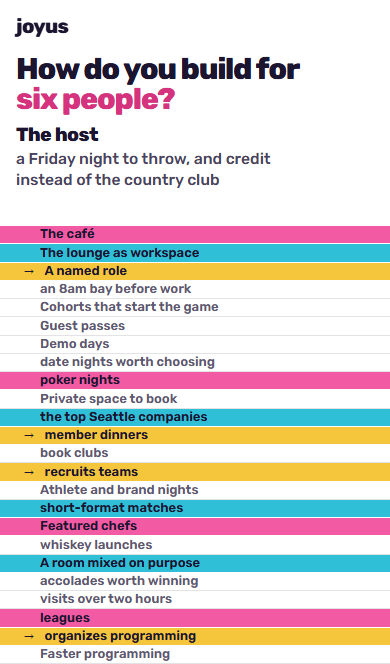 joyus
How do you build for
six people?
The host
a Friday night to throw, and credit
instead of the country club
The café
The lounge as workspace
→ A named role
an 8am bay before work
Cohorts that start the game
Guest passes
Demo days
date nights worth choosing
poker nights
Private space to book
the top Seattle companies
→ member dinners
book clubs
→ recruits teams
Athlete and brand nights
short-format matches
Featured chefs
whiskey launches
A room mixed on purpose
accolades worth winning
visits over two hours
leagues
→ organizes programming
Faster programming